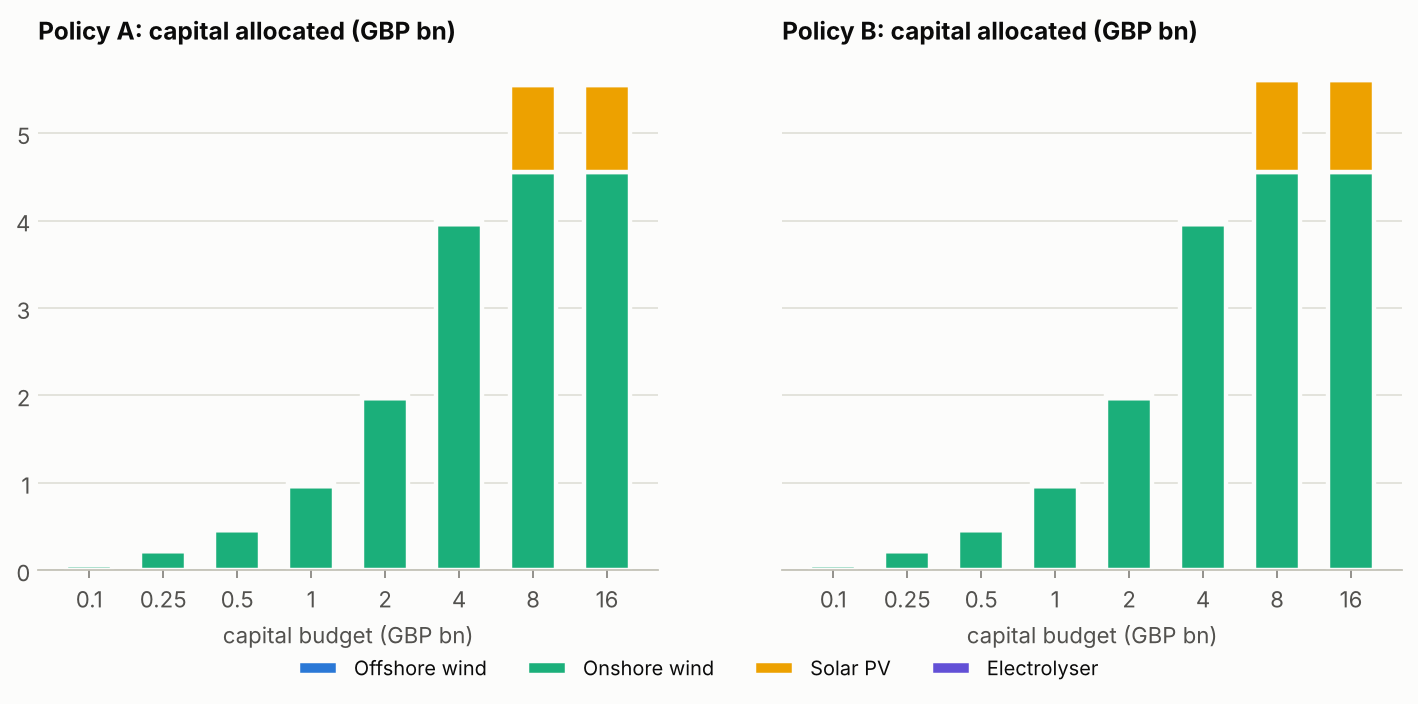 Policy A: capital allocated (GBP bn)
Policy B: capital allocated (GBP bn)
5
4
3
2
1
0
0.1 0.25 0.5 1 2 4 8 16
0.1 0.25 0.5 1 2 4 8 16
capital budget (GBP bn)
capital budget (GBP bn)
Offshore wind Onshore wind Solar PV Electrolyser